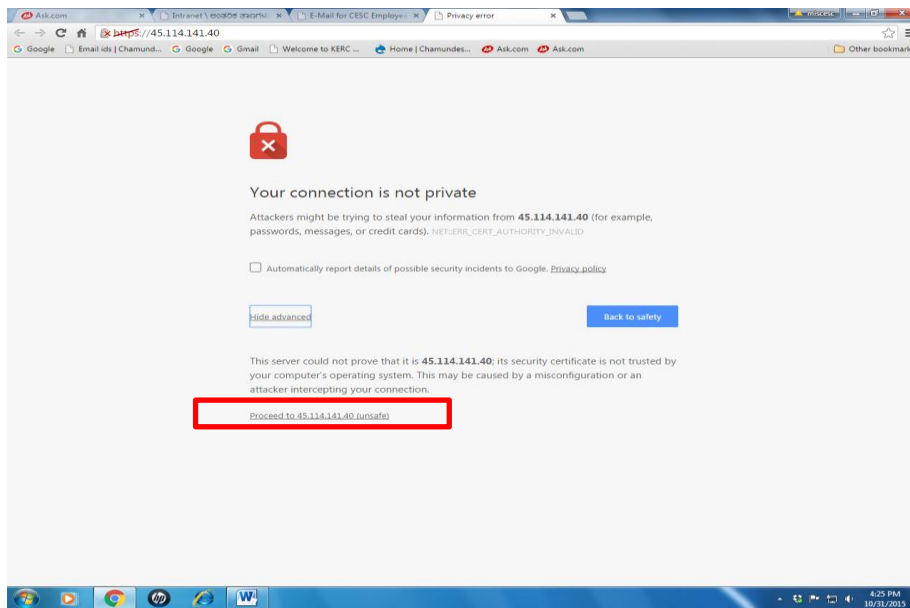 Ask.com
Intranet \
E-Mail for CESC Employe
Privacy error
miscesc
https://45.114.141.40
Google Email ids | Chamund... Google Gmail Welcome to KERC ... Home | Chamundes... Ask.com Ask.com Other bookmark
Your connection is not private
Attackers might be trying to steal your information from 45.114.141.40 (for example,
passwords, messages, or credit cards). NET::ERR_CERT_AUTHORITY_INVALID
Automatically report details of possible security incidents to Google. Privacy policy
Hide advanced
Back to safety
This server could not prove that it is 45.114.141.40; its security certificate is not trusted by
your computer's operating system. This may be caused by a misconfiguration or an
attacker intercepting your connection.
Proceed to 45.114.141.40 (unsafe)
hp
W
4:25 PM
10/31/2015